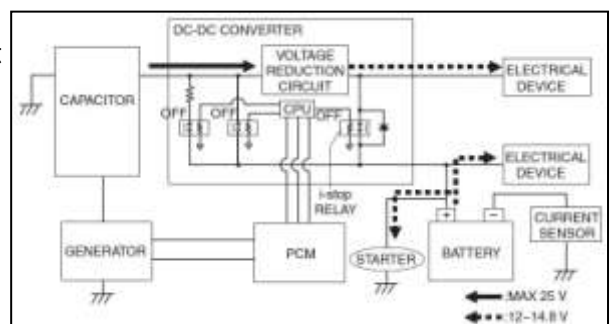 DC-DC CONVERTER
VOLTAGE
REDUCTION
CIRCUIT
ELECTRICAL
DEVICE
CAPACITOR
OFF
OFF
CPU
OFF
ELECTRICAL
DEVICE
i-stop
RELAY
+
−
CURRENT
SENSOR
GENERATOR
PCM
STARTER
BATTERY
:MAX 25 V
:12–14.8 V